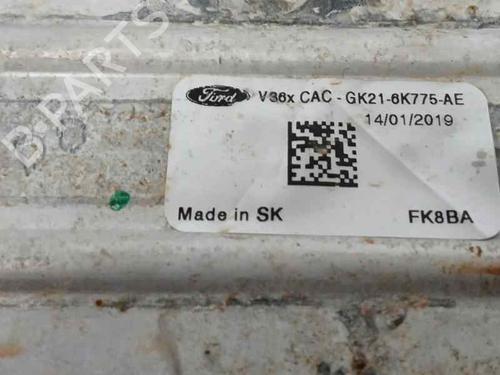 B-PARTS
Ford V36x CAC - GK21-6K775-AE
14/01/2019
Made in SK FK8BA